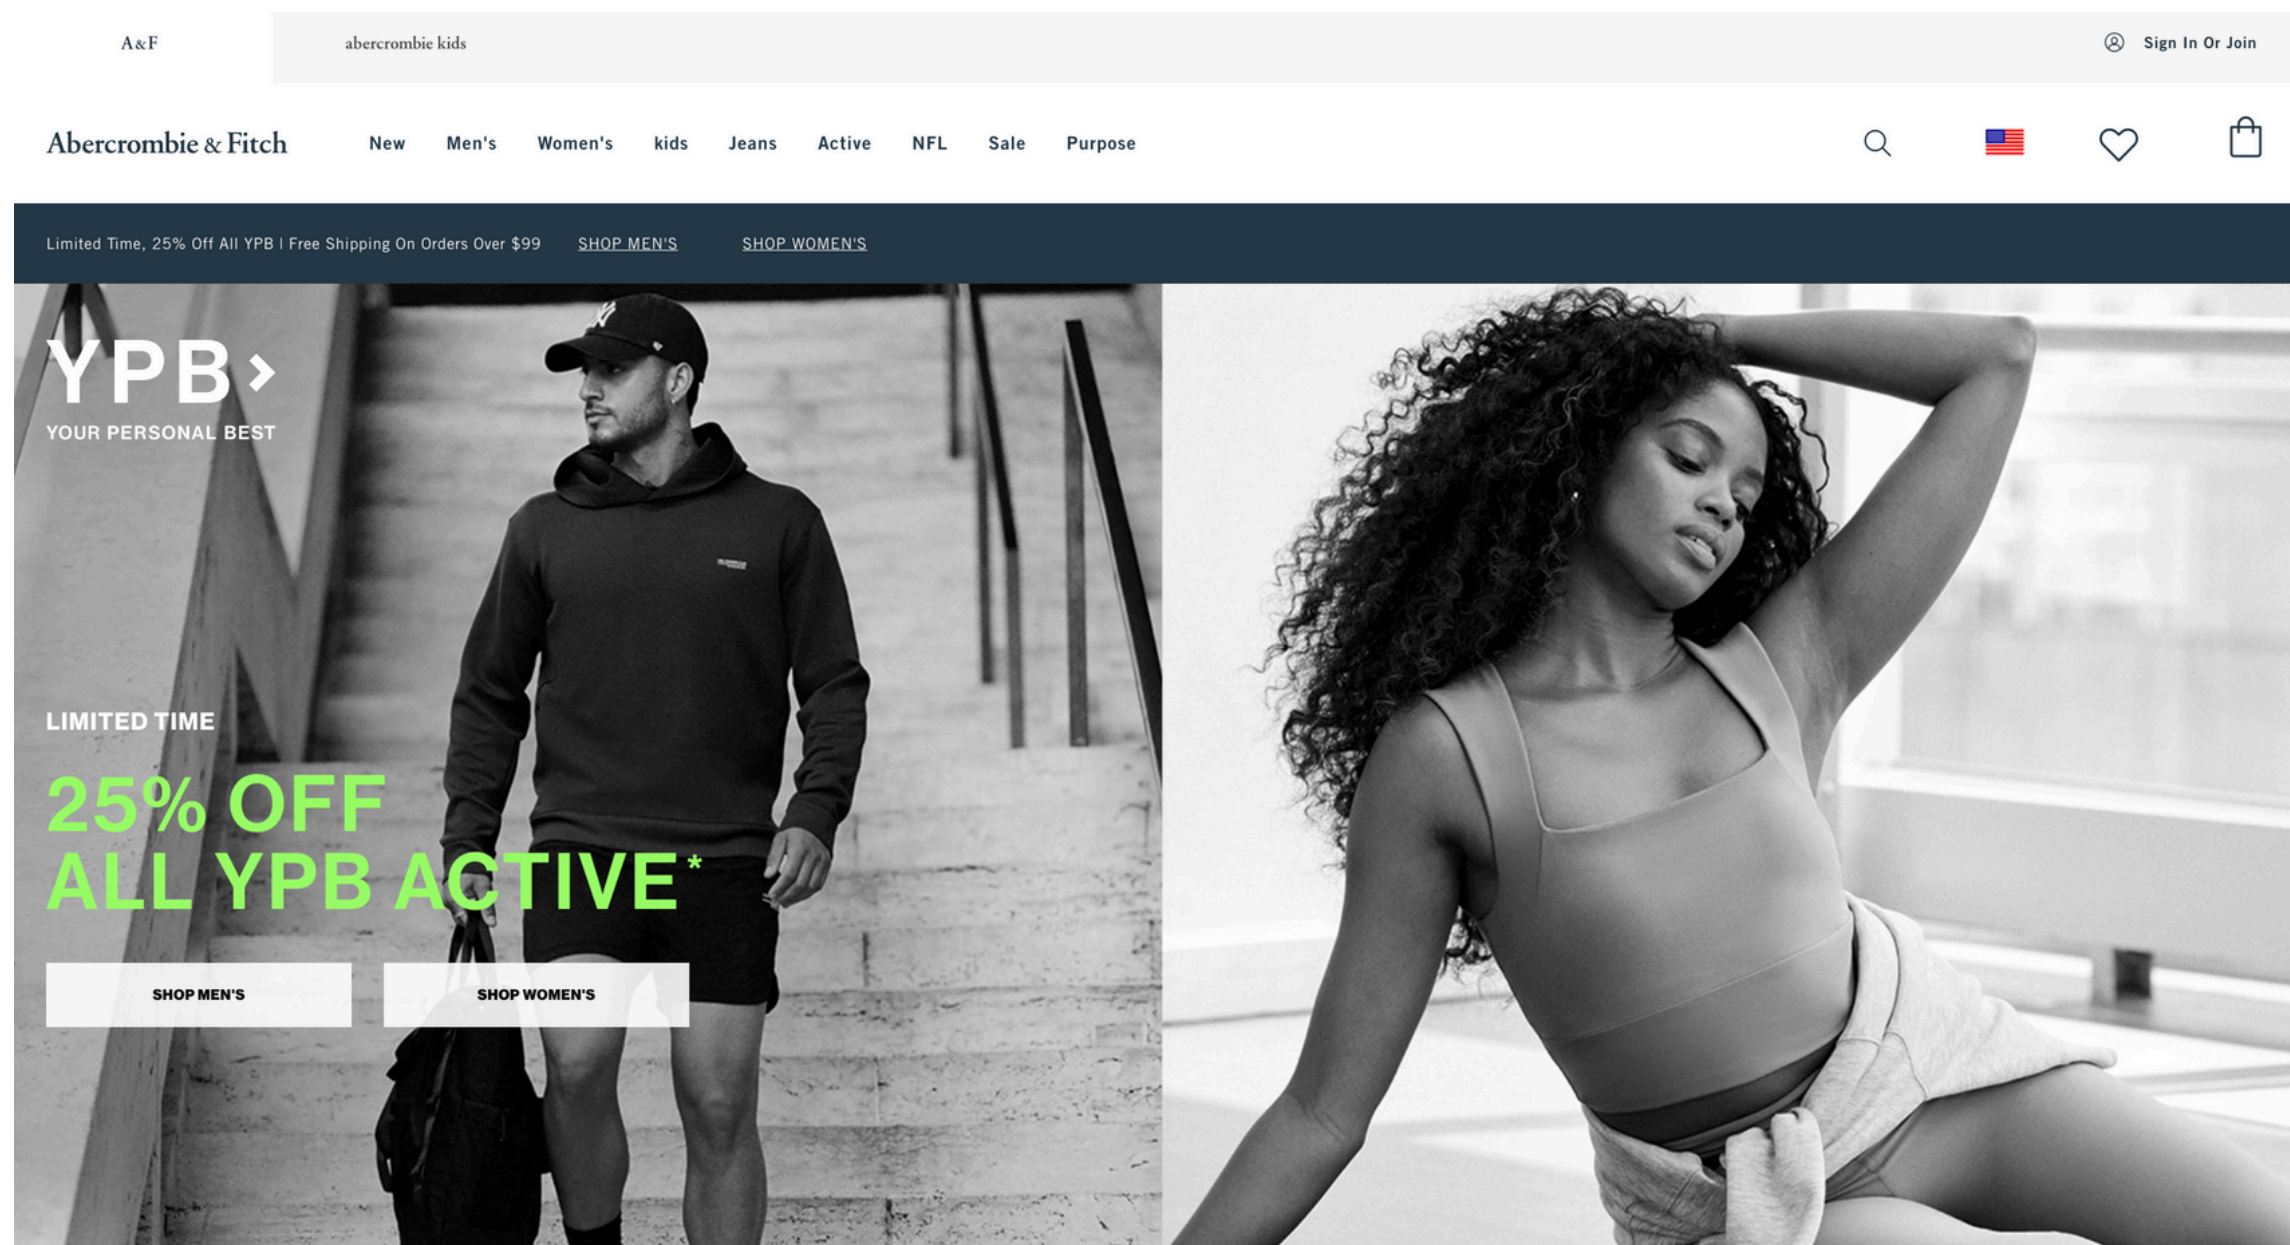 A&F
abercrombie kids
Sign In Or Join
Abercrombie & Fitch
New Men's Women's kids Jeans Active NFL Sale Purpose
Limited Time, 25% Off All YPB | Free Shipping On Orders Over $99 SHOP MEN'S SHOP WOMEN'S
YPB>
YOUR PERSONAL BEST
LIMITED TIME
25% OFF
ALL YPB ACTIVE*
SHOP MEN'S
SHOP WOMEN'S